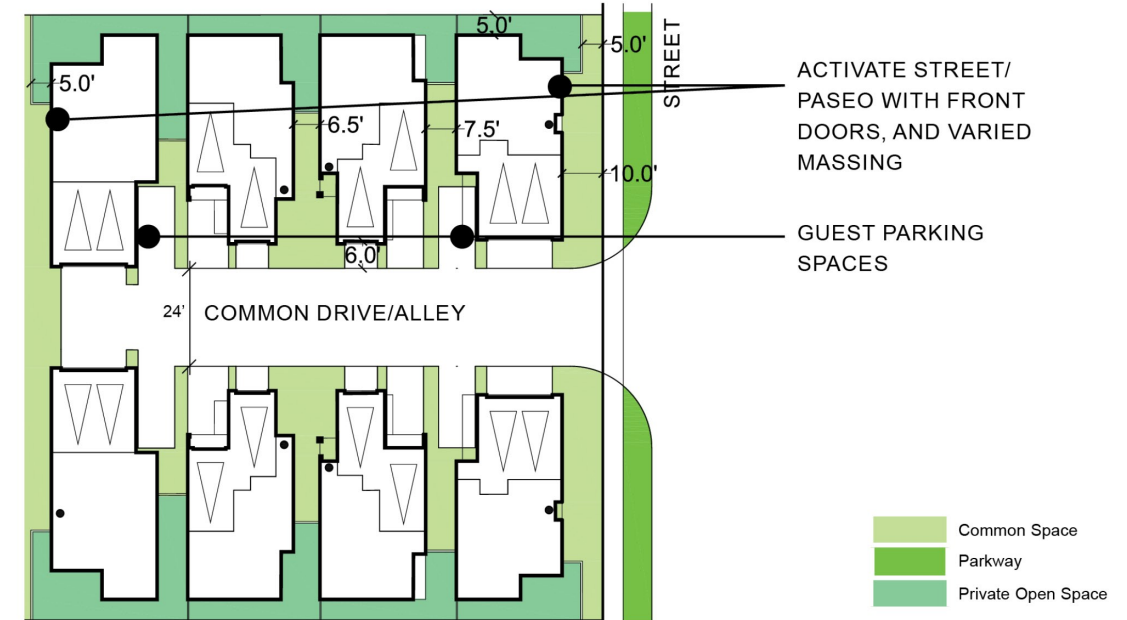 5.0'
5.0'
5.0'
STREET
ACTIVATE STREET/
PASEO WITH FRONT
DOORS, AND VARIED
MASSING
6.5'
7.5'
10.0'
GUEST PARKING
SPACES
6.0'
24'
COMMON DRIVE/ALLEY
Common Space
Parkway
Private Open Space